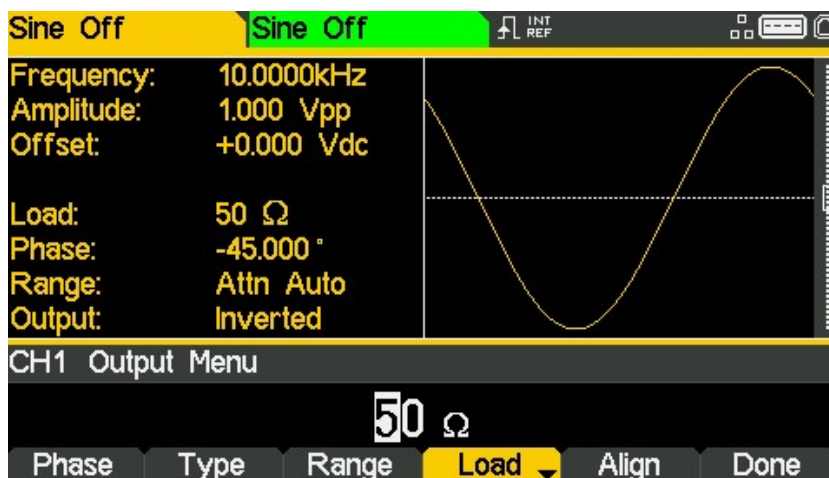 Sine Off Sine Off INT REF
Frequency: 10.0000kHz
Amplitude: 1.000 Vpp
Offset: +0.000 Vdc
Load: 50 Ω
Phase: -45.000°
Range: Attn Auto
Output: Inverted
CH1 Output Menu
50 Ω
Phase Type Range Load Align Done